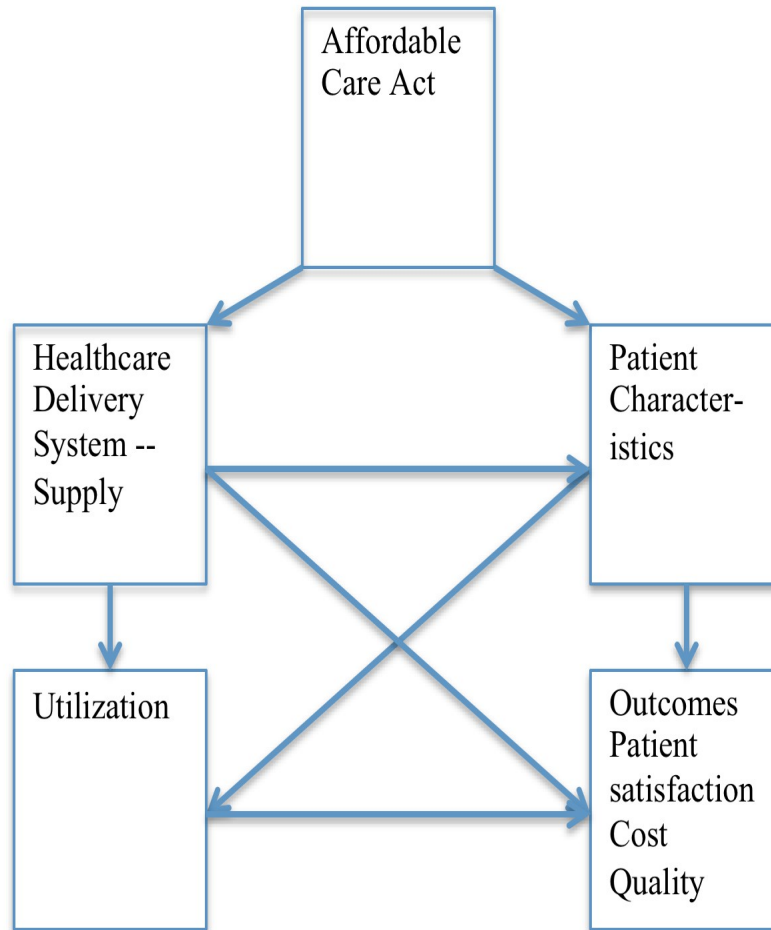 Affordable
Care Act
Healthcare
Delivery
System --
Supply
Patient
Character-
istics
Utilization
Outcomes
Patient
satisfaction
Cost
Quality